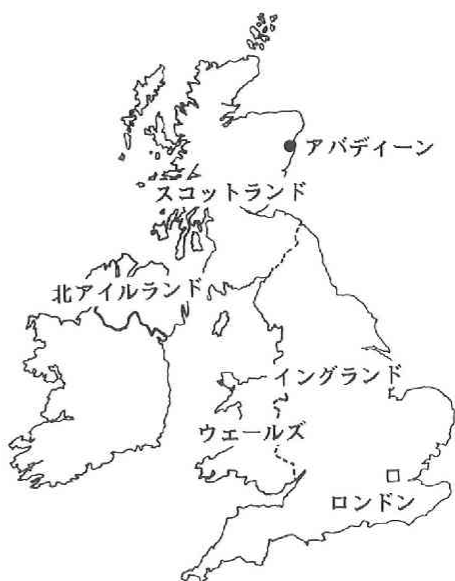 アバディーン
スコットランド
北アイルランド
イングランド
ウェールズ
ロンドン